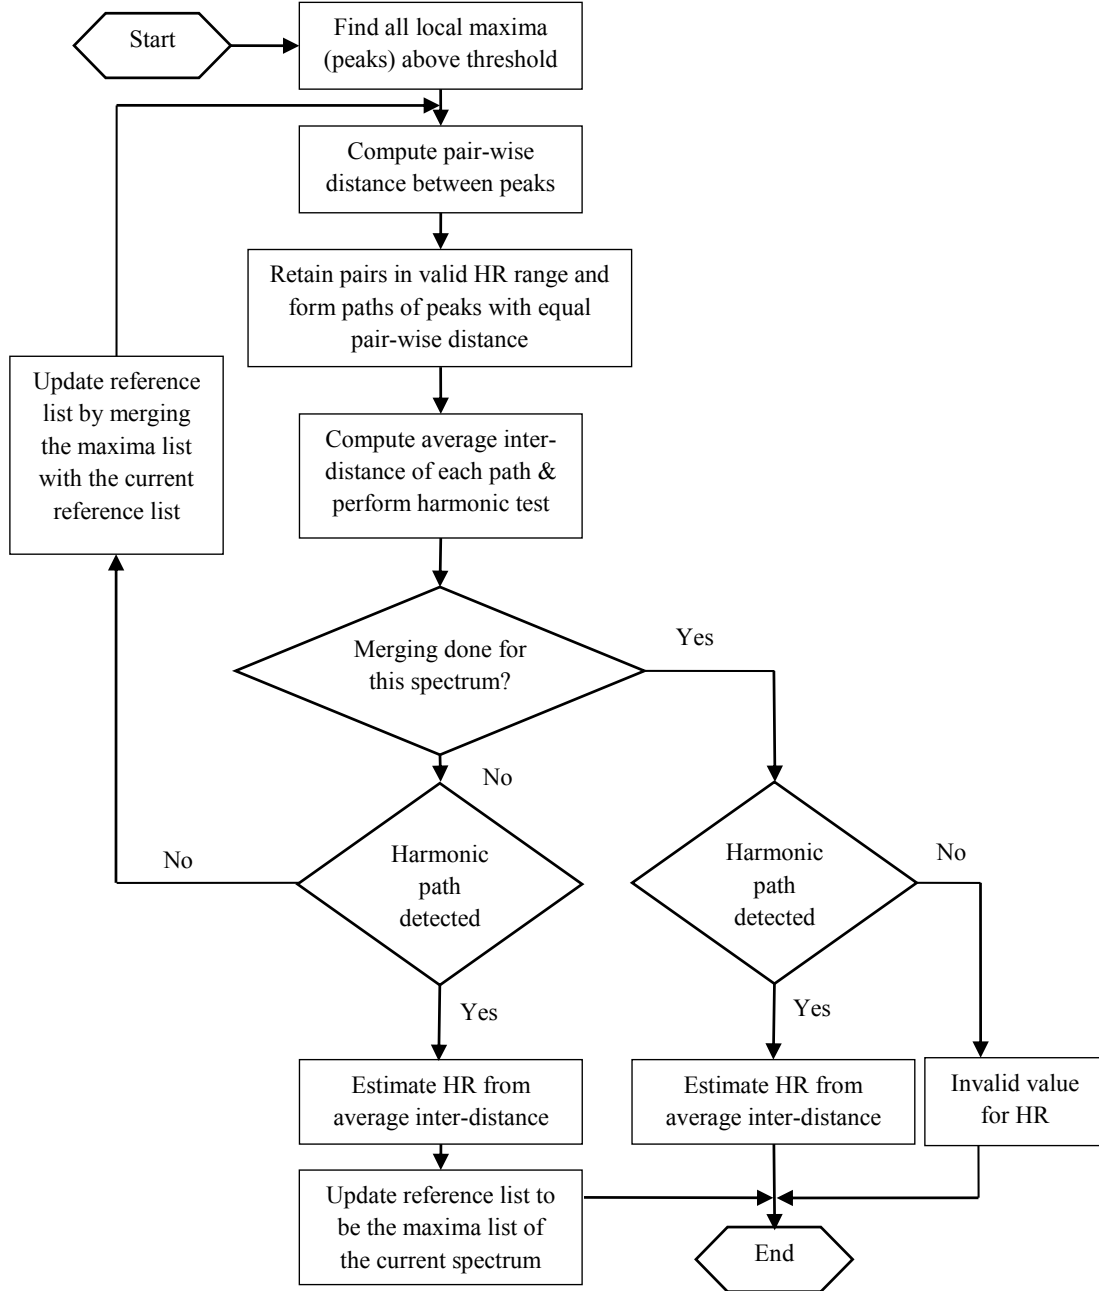 Start
Find all local maxima
(peaks) above threshold
Compute pair-wise
distance between peaks
Retain pairs in valid HR range and
form paths of peaks with equal
pair-wise distance
Update reference
list by merging
the maxima list
with the current
reference list
Compute average inter-
distance of each path &
perform harmonic test
Merging done for
this spectrum?
Yes
No
Harmonic
path
detected
No
Harmonic
path
detected
No
Yes
Yes
Estimate HR from
average inter-distance
Estimate HR from
average inter-distance
Invalid value
for HR
Update reference list to
be the maxima list of
the current spectrum
End